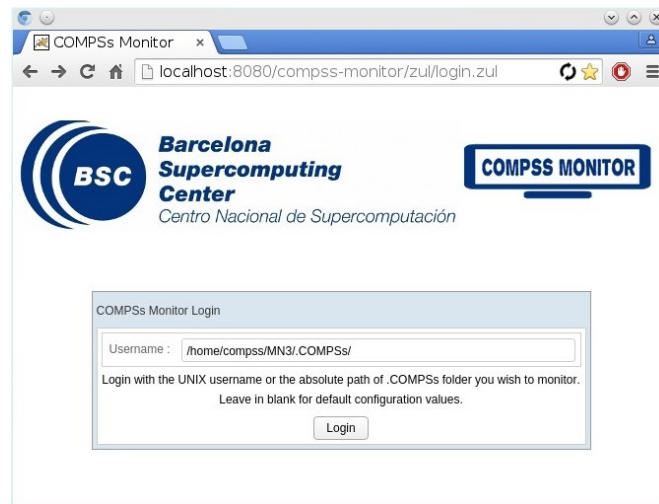 COMPSs Monitor
localhost:8080/compss-monitor/zul/login.zul
BSC
Barcelona
Supercomputing
Center
Centro Nacional de Supercomputación
COMPSS MONITOR
COMPSs Monitor Login
Username : /home/compss/MN3/.COMPSs/
Login with the UNIX username or the absolute path of .COMPSs folder you wish to monitor.
Leave in blank for default configuration values.
Login